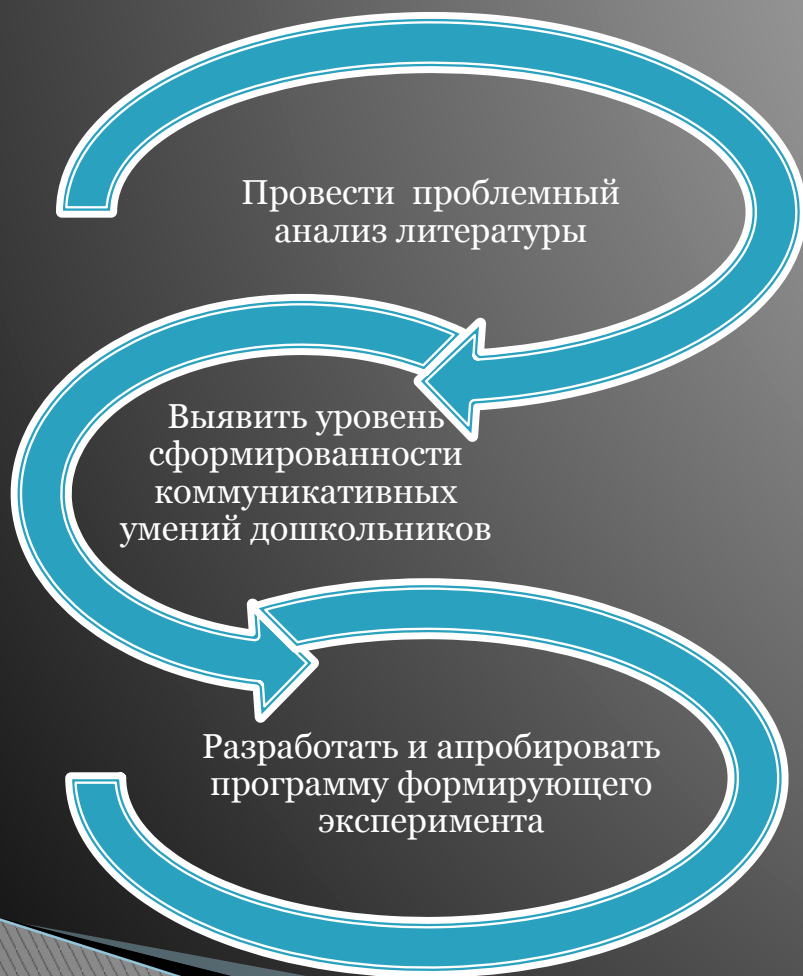 Провести проблемный
анализ литературы
Выявить уровень
сформированности
коммуникативных
умений дошкольников
Разработать и апробировать
программу формирующего
эксперимента